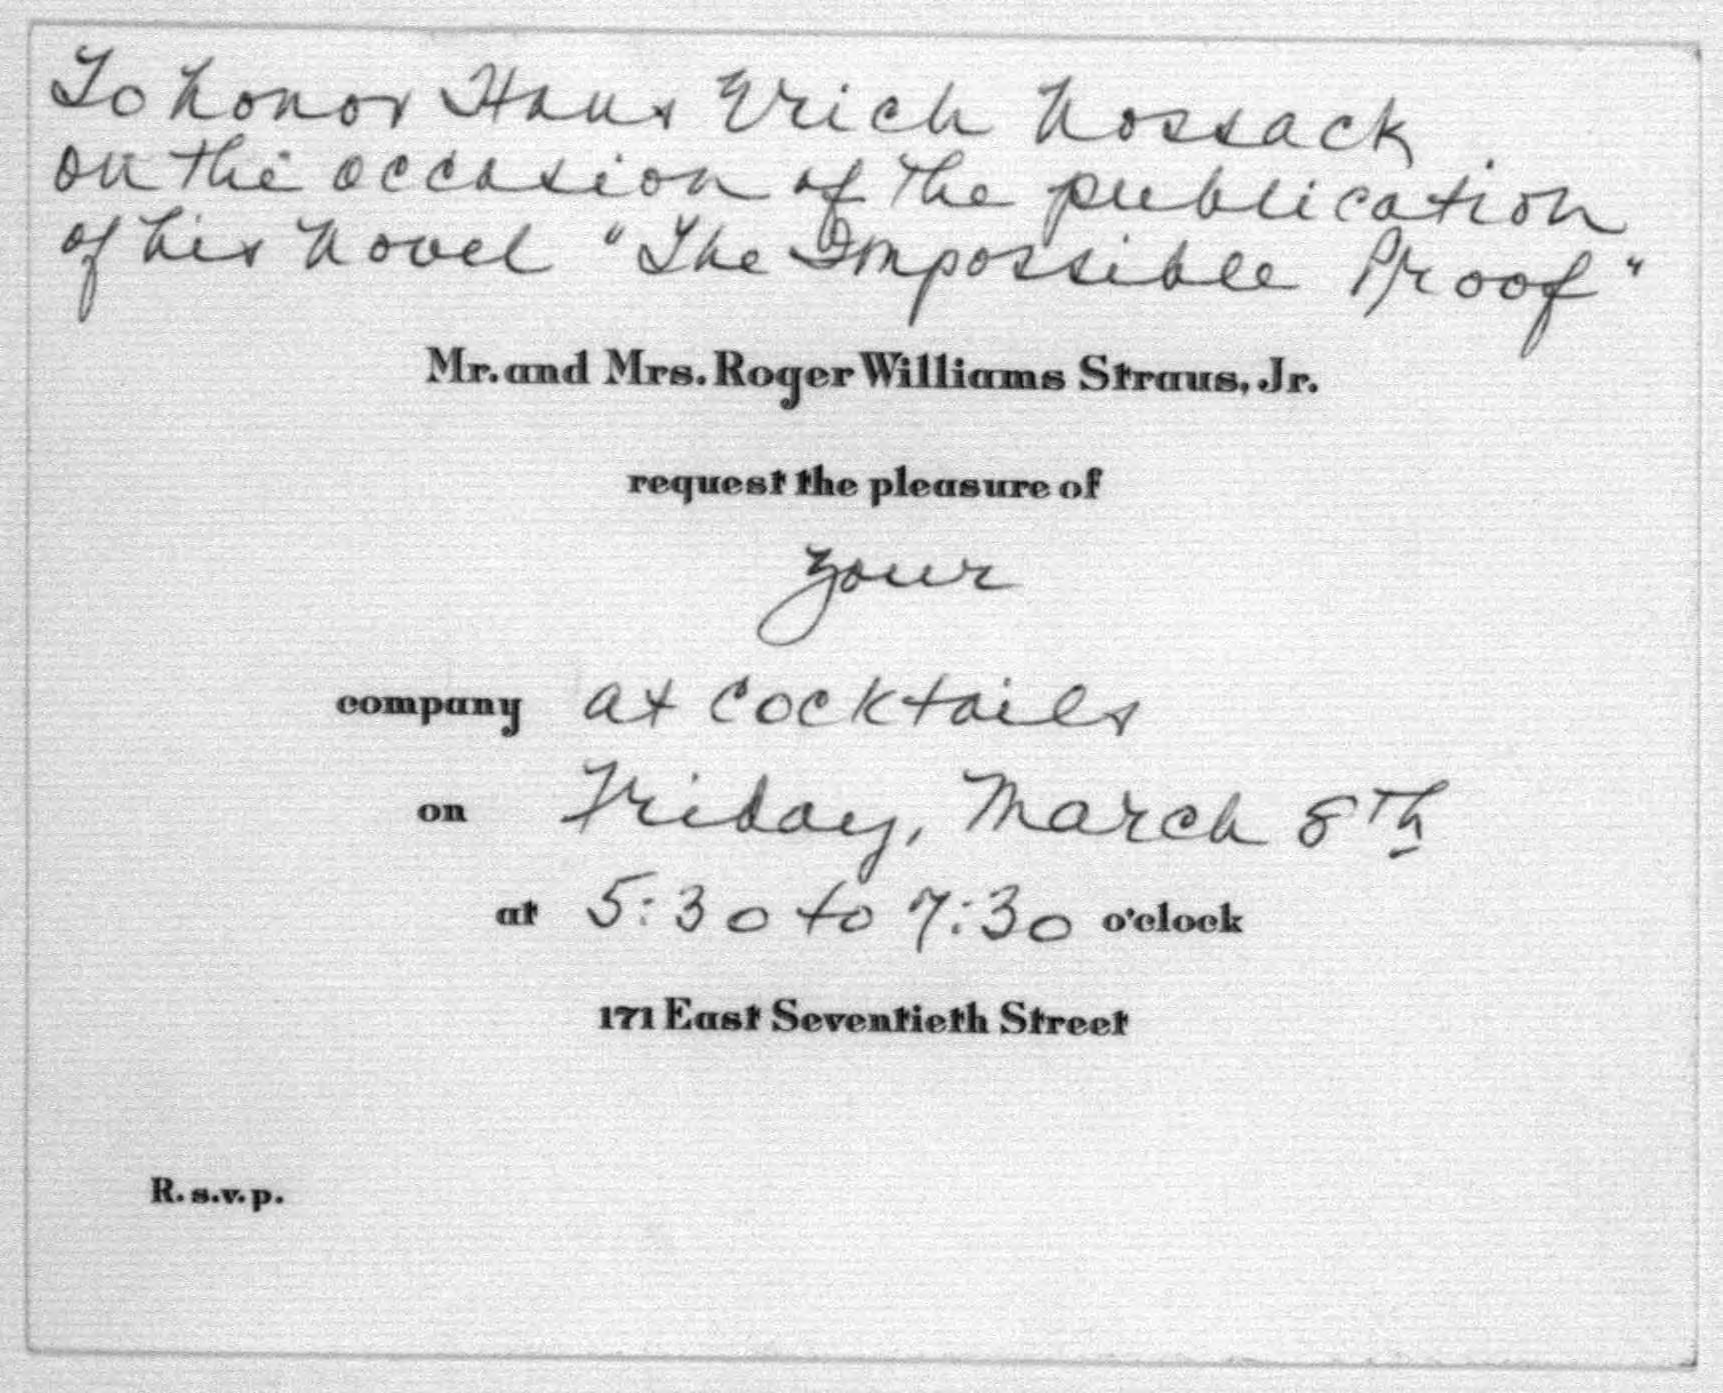 To honor Hans Erich Nossack
on the occasion of the publication
of his novel "The Impossible Proof"
Mr. and Mrs. Roger Williams Straus, Jr.
request the pleasure of
your
company at cocktails
on Friday, March 8th
at 5:30 to 7:30 o'clock
171 East Seventieth Street
R. s.v.p.